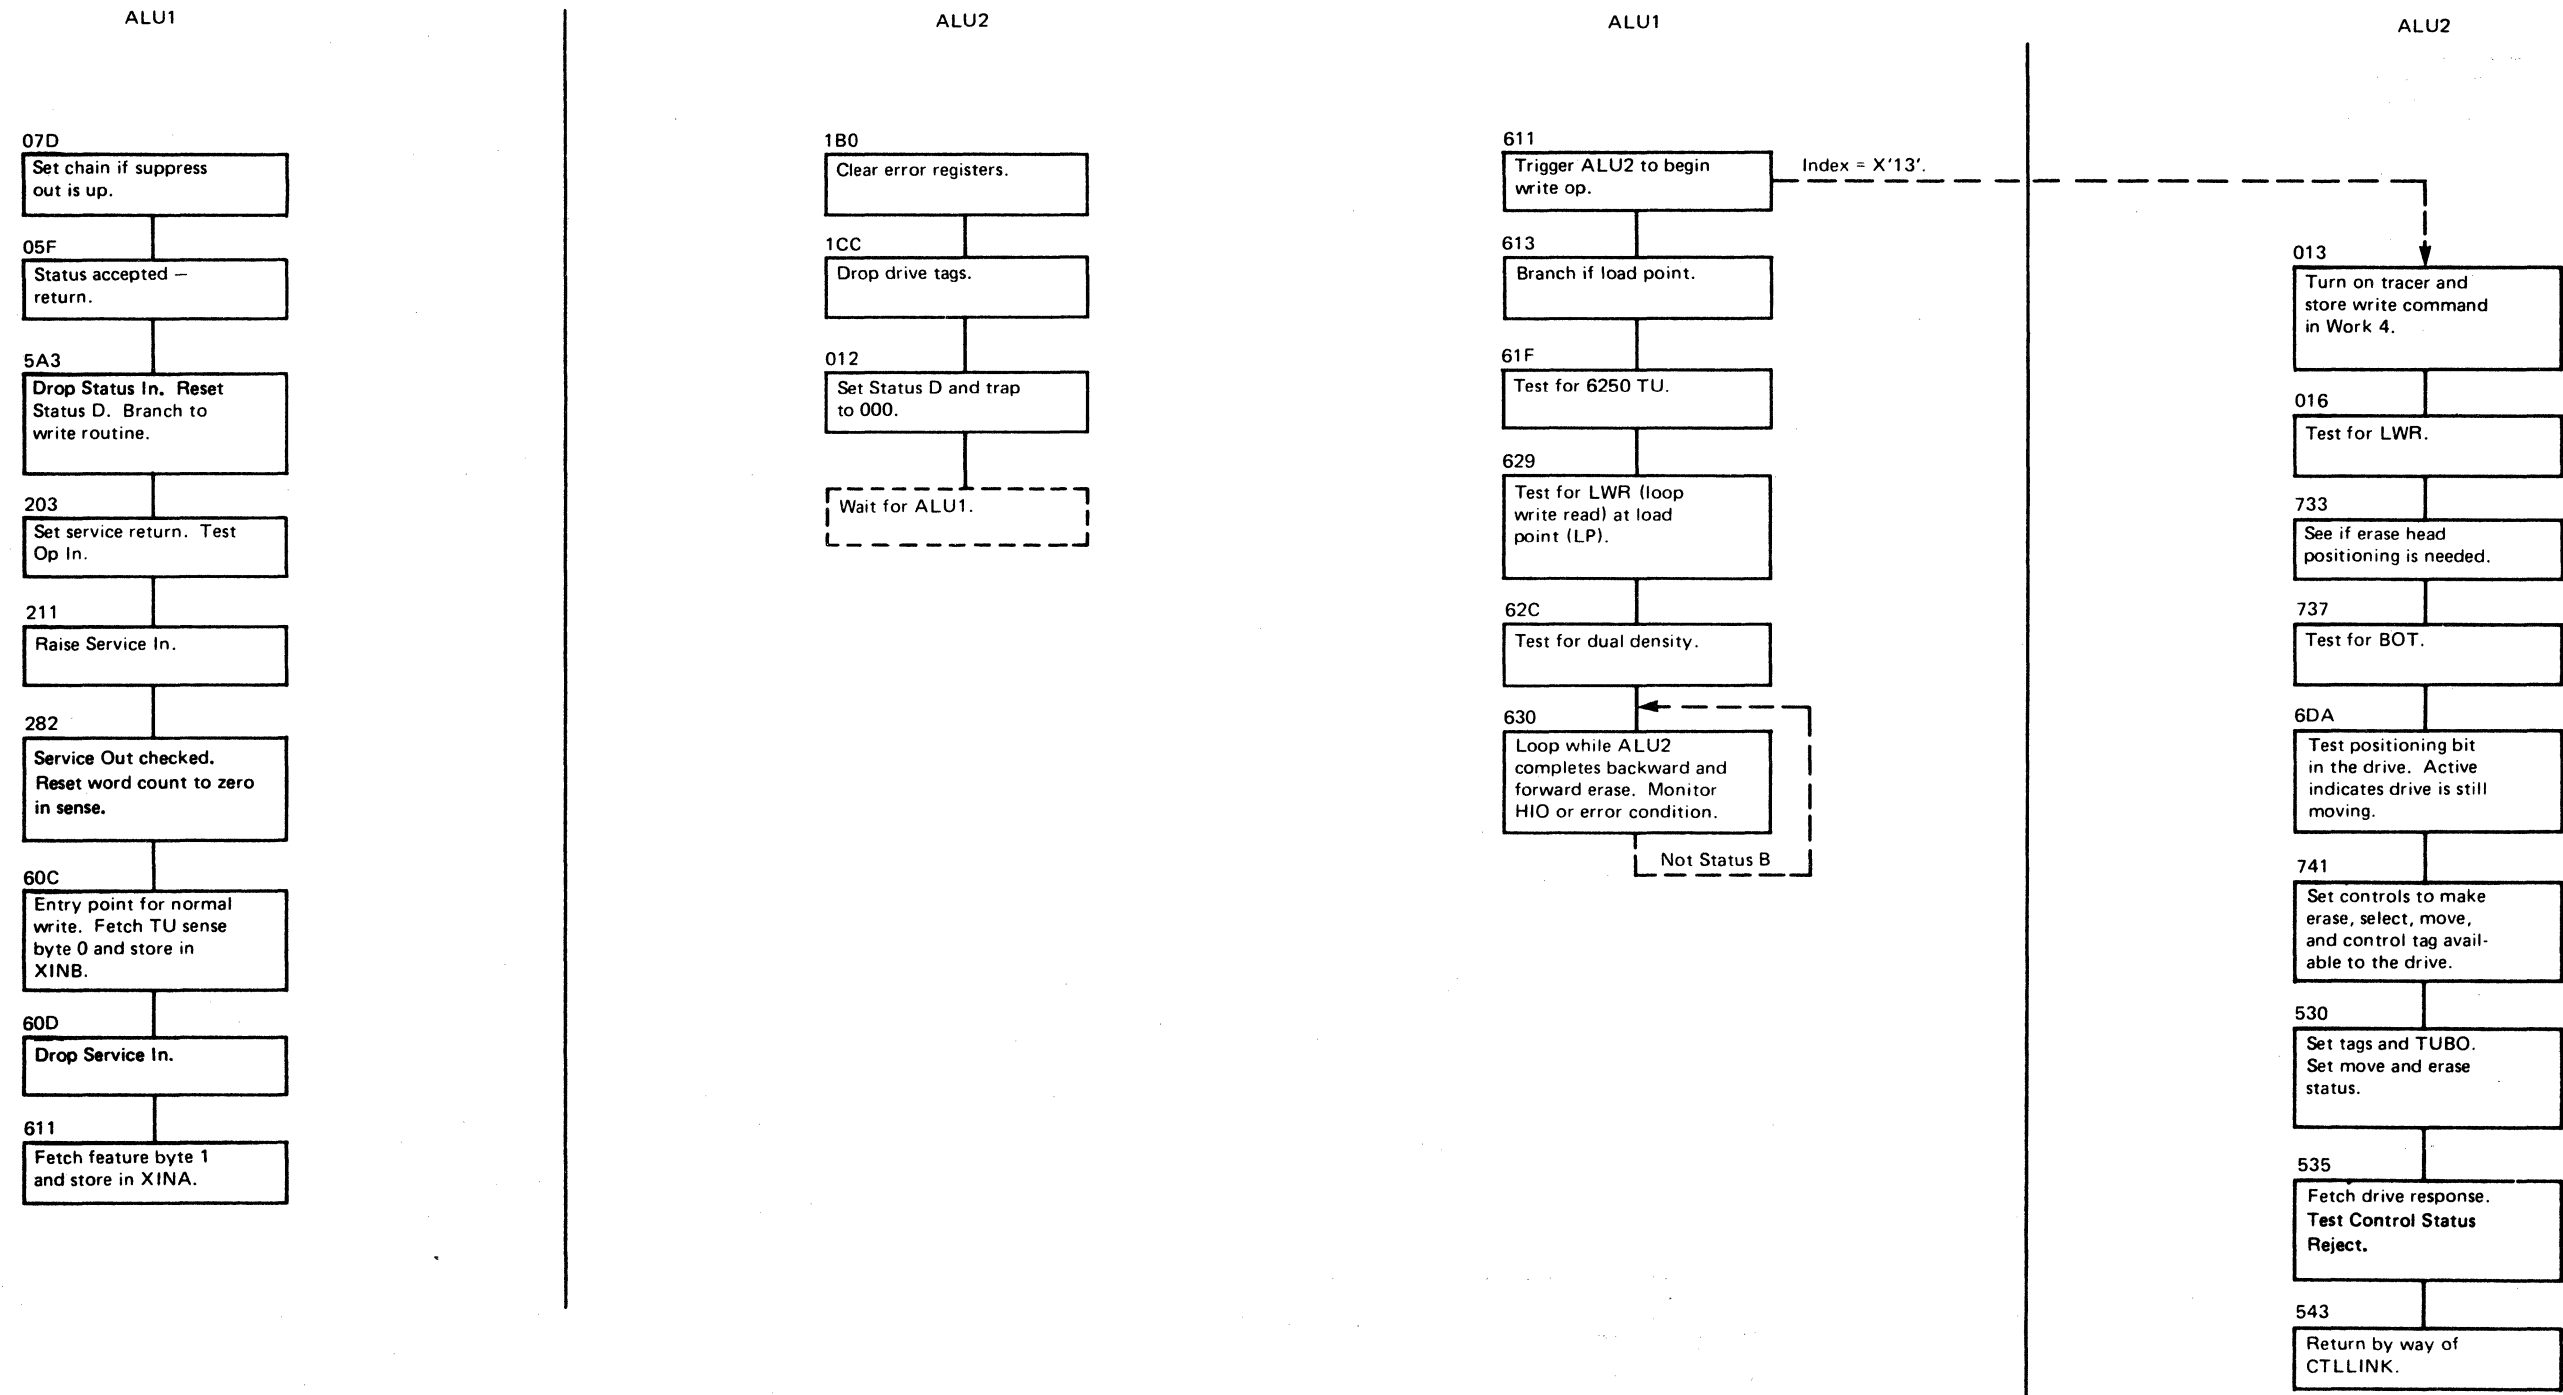 ALU1
07D
Set chain if suppress
out is up.
05F
Status accepted —
return.
5A3
Drop Status In. Reset
Status D. Branch to
write routine.
203
Set service return. Test
Op In.
211
Raise Service In.
282
Service Out checked.
Reset word count to zero
in sense.
60C
Entry point for normal
write. Fetch TU sense
byte 0 and store in
XINB.
60D
Drop Service In.
611
Fetch feature byte 1
and store in XINA.
ALU2
1B0
Clear error registers.
1CC
Drop drive tags.
012
Set Status D and trap
to 000.
Wait for ALU1.
ALU1
611
Trigger ALU2 to begin
write op.
Index = X'13'.
613
Branch if load point.
61F
Test for 6250 TU.
629
Test for LWR (loop
write read) at load
point (LP).
62C
Test for dual density.
630
Loop while ALU2
completes backward and
forward erase. Monitor
HIO or error condition.
Not Status B
ALU2
013
Turn on tracer and
store write command
in Work 4.
016
Test for LWR.
733
See if erase head
positioning is needed.
737
Test for BOT.
6DA
Test positioning bit
in the drive. Active
indicates drive is still
moving.
741
Set controls to make
erase, select, move,
and control tag avail-
able to the drive.
530
Set tags and TUBO.
Set move and erase
status.
535
Fetch drive response.
Test Control Status
Reject.
543
Return by way of
CTLLINK.